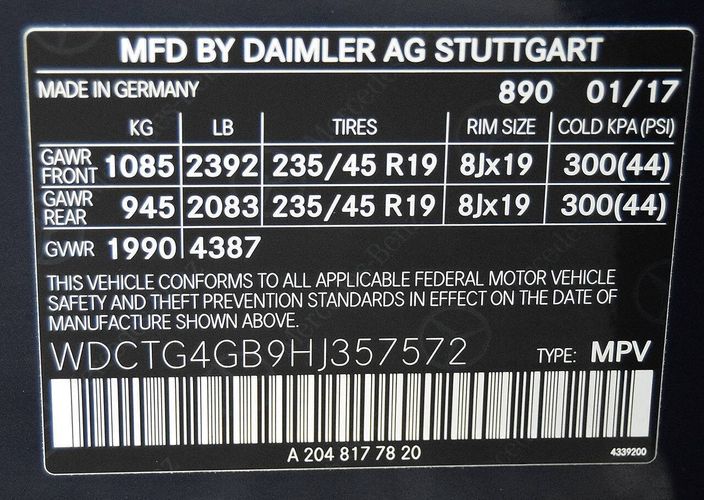 MFD BY DAIMLER AG STUTTGART
MADE IN GERMANY 890 01/17
KG LB TIRES RIM SIZE COLD KPA (PSI)
GAWR FRONT 1085 2392 235/45 R19 8Jx19 300(44)
GAWR REAR 945 2083 235/45 R19 8Jx19 300(44)
GVWR 1990 4387
THIS VEHICLE CONFORMS TO ALL APPLICABLE FEDERAL MOTOR VEHICLE
SAFETY AND THEFT PREVENTION STANDARDS IN EFFECT ON THE DATE OF
MANUFACTURE SHOWN ABOVE.
WDCTG4GB9HJ357572 TYPE: MPV
A 204 817 78 20 4339200